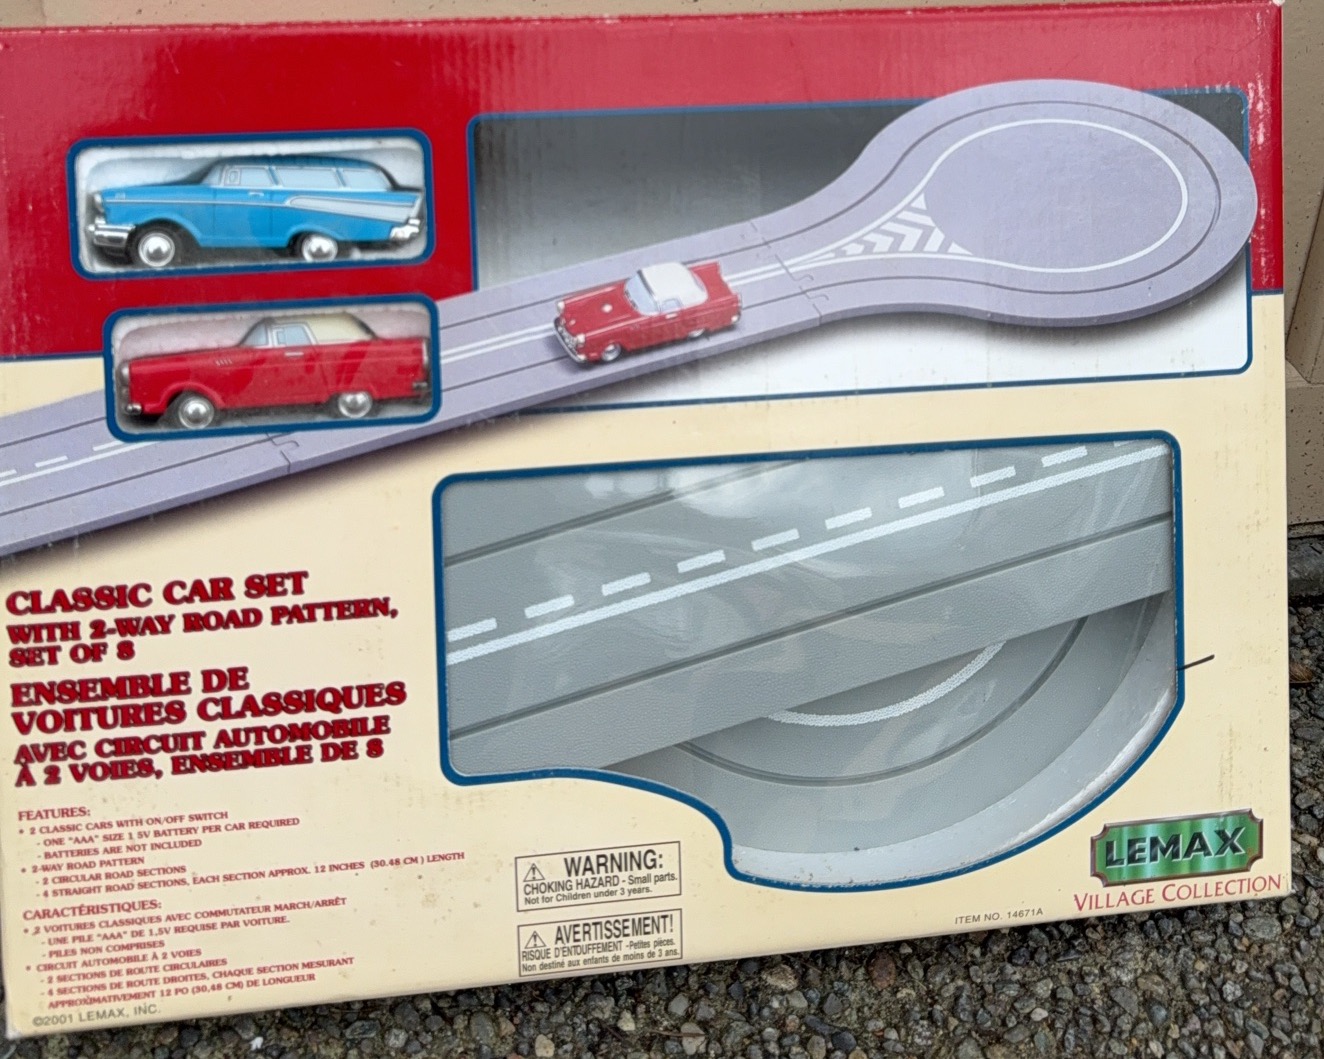 CLASSIC CAR SET
WITH 2-WAY ROAD PATTERN,
SET OF 8
ENSEMBLE DE
VOITURES CLASSIQUES
AVEC CIRCUIT AUTOMOBILE
À 2 VOIES, ENSEMBLE DE 8
FEATURES:
• 2 CLASSIC CARS WITH ON/OFF SWITCH
- ONE "AAA" SIZE 1.5V BATTERY PER CAR REQUIRED
- BATTERIES ARE NOT INCLUDED
• 2-WAY ROAD PATTERN
- 2 CIRCULAR ROAD SECTIONS
- 4 STRAIGHT ROAD SECTIONS, EACH SECTION APPROX. 12 INCHES (30.48 CM) LENGTH
CARACTÉRISTIQUES:
• 2 VOITURES CLASSIQUES AVEC COMMUTATEUR MARCH/ARRÊT
- UNE PILE "AAA" DE 1,5V REQUISE PAR VOITURE.
- PILES NON COMPRISES
• CIRCUIT AUTOMOBILE À 2 VOIES
- 2 SECTIONS DE ROUTE CIRCULAIRES
- 4 SECTIONS DE ROUTE DROITES, CHAQUE SECTION MESURANT
APPROXIMATIVEMENT 12 PO (30,48 CM) DE LONGUEUR
©2001 LEMAX, INC.
WARNING:
CHOKING HAZARD - Small parts.
Not for Children under 3 years.
AVERTISSEMENT!
RISQUE D'ÉNTOUFFEMENT -Petites pièces.
Non destiné aux enfants de moins de 3 ans.
LEMAX
VILLAGE COLLECTION
ITEM NO. 14671A